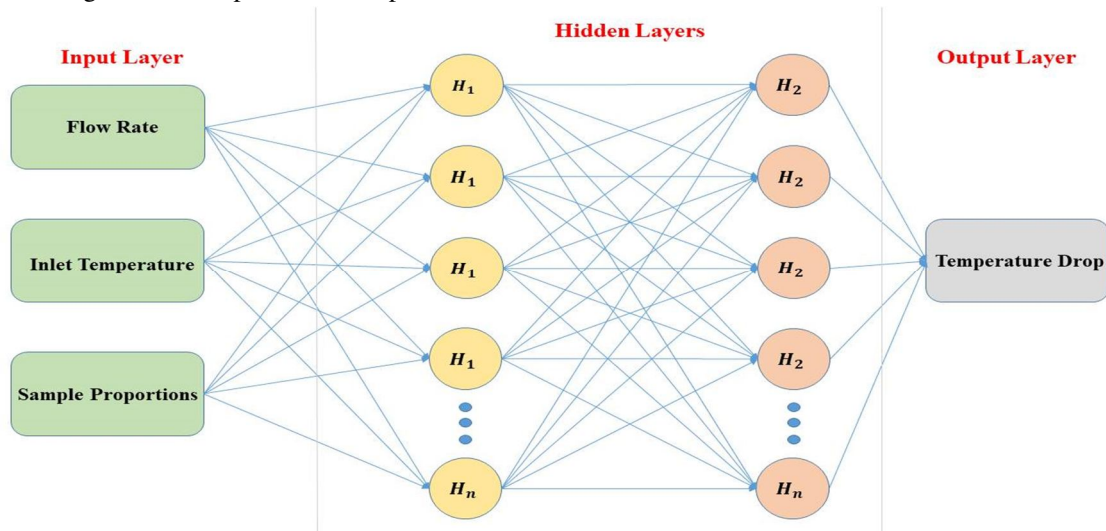 Hidden Layers
Input Layer
Output Layer
Flow Rate
Inlet Temperature
Sample Proportions
H₁
H₁
H₁
H₁
Hₙ
H₂
H₂
H₂
H₂
Hₙ
Temperature Drop